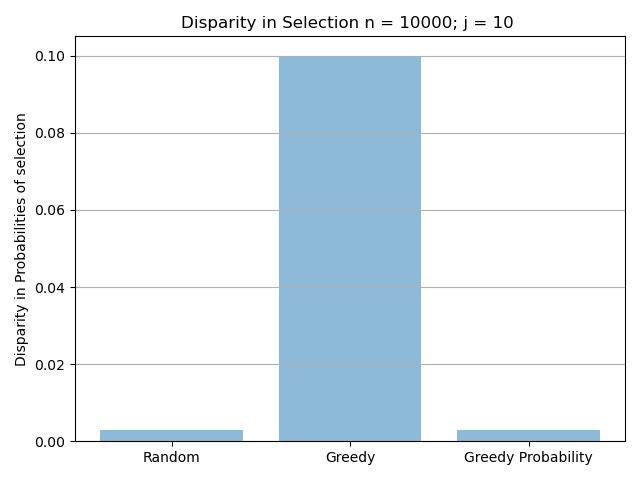 Disparity in Selection n = 10000; j = 10
Disparity in Probabilities of selection
0.10
0.08
0.06
0.04
0.02
0.00
Random
Greedy
Greedy Probability